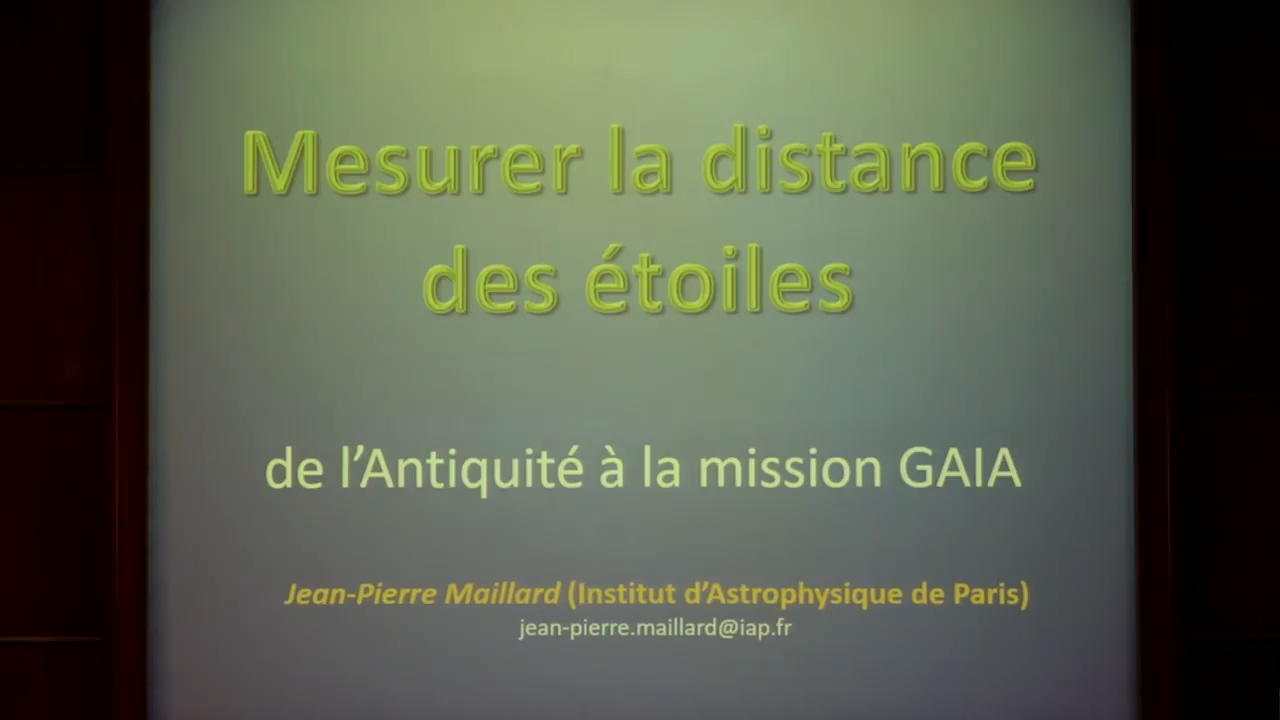 Mesurer la distance
des étoiles
de l’Antiquité à la mission GAIA
Jean-Pierre Maillard (Institut d’Astrophysique de Paris)
jean-pierre.maillard@iap.fr